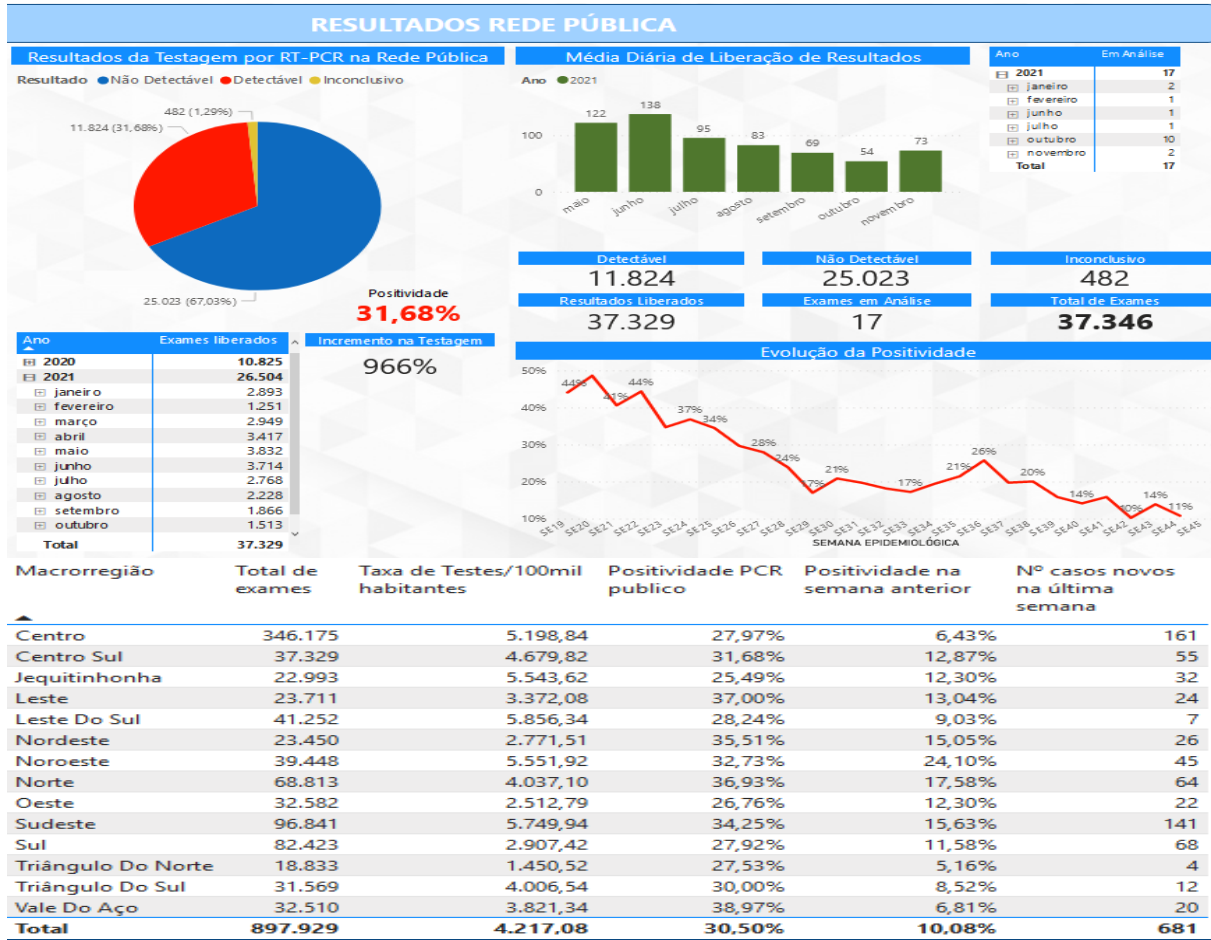 RESULTADOS REDE PÚBLICA
Resultados da Testagem por RT-PCR na Rede Pública
Resultado Não Detectável Detectável Inconclusivo
482 (1,29%)
11.824 (31,68%)
25.023 (67,03%)
Positividade
31,68%
Média Diária de Liberação de Resultados
Ano 2021
100
0
122
138
95
83
69
54
73
maio junho julho agosto setembro outubro novembro
Ano Em Análise
2021 17
janeiro 2
fevereiro 1
junho 1
julho 1
outubro 10
novembro 2
Total 17
Detectável Não Detectável Inconclusivo
11.824 25.023 482
Resultados Liberados Exames em Análise Total de Exames
37.329 17 37.346
Ano Exames liberados
2020 10.825
2021 26.504
janeiro 2.893
fevereiro 1.251
março 2.949
abril 3.417
maio 3.832
junho 3.714
julho 2.768
agosto 2.228
setembro 1.866
outubro 1.513
Total 37.329
Incremento na Testagem
966%
Evolução da Positividade
50%
40%
30%
20%
10%
44% 41% 44% 37% 34% 28% 24% 17% 21% 17% 21% 26% 20% 14% 10% 14% 11%
SE19 SE20 SE21 SE22 SE23 SE24 SE25 SE26 SE27 SE28 SE29 SE30 SE31 SE32 SE33 SE34 SE35 SE36 SE37 SE38 SE39 SE40 SE41 SE42 SE43 SE44 SE45
SEMANA EPIDEMIOLÓGICA
Macrorregião Total de Taxa de Testes/100mil Positividade PCR Positividade na Nº casos novos
exames habitantes publico semana anterior na última
semana
Centro 346.175 5.198,84 27,97% 6,43% 161
Centro Sul 37.329 4.679,82 31,68% 12,87% 55
Jequitinhonha 22.993 5.543,62 25,49% 12,30% 32
Leste 23.711 3.372,08 37,00% 13,04% 24
Leste Do Sul 41.252 5.856,34 28,24% 9,03% 7
Nordeste 23.450 2.771,51 35,51% 15,05% 26
Noroeste 39.448 5.551,92 32,73% 24,10% 45
Norte 68.813 4.037,10 36,93% 17,58% 64
Oeste 32.582 2.512,79 26,76% 12,30% 22
Sudeste 96.841 5.749,94 34,25% 15,63% 141
Sul 82.423 2.907,42 27,92% 11,58% 68
Triângulo Do Norte 18.833 1.450,52 27,53% 5,16% 4
Triângulo Do Sul 31.569 4.006,54 30,00% 8,52% 12
Vale Do Aço 32.510 3.821,34 38,97% 6,81% 20
Total 897.929 4.217,08 30,50% 10,08% 681